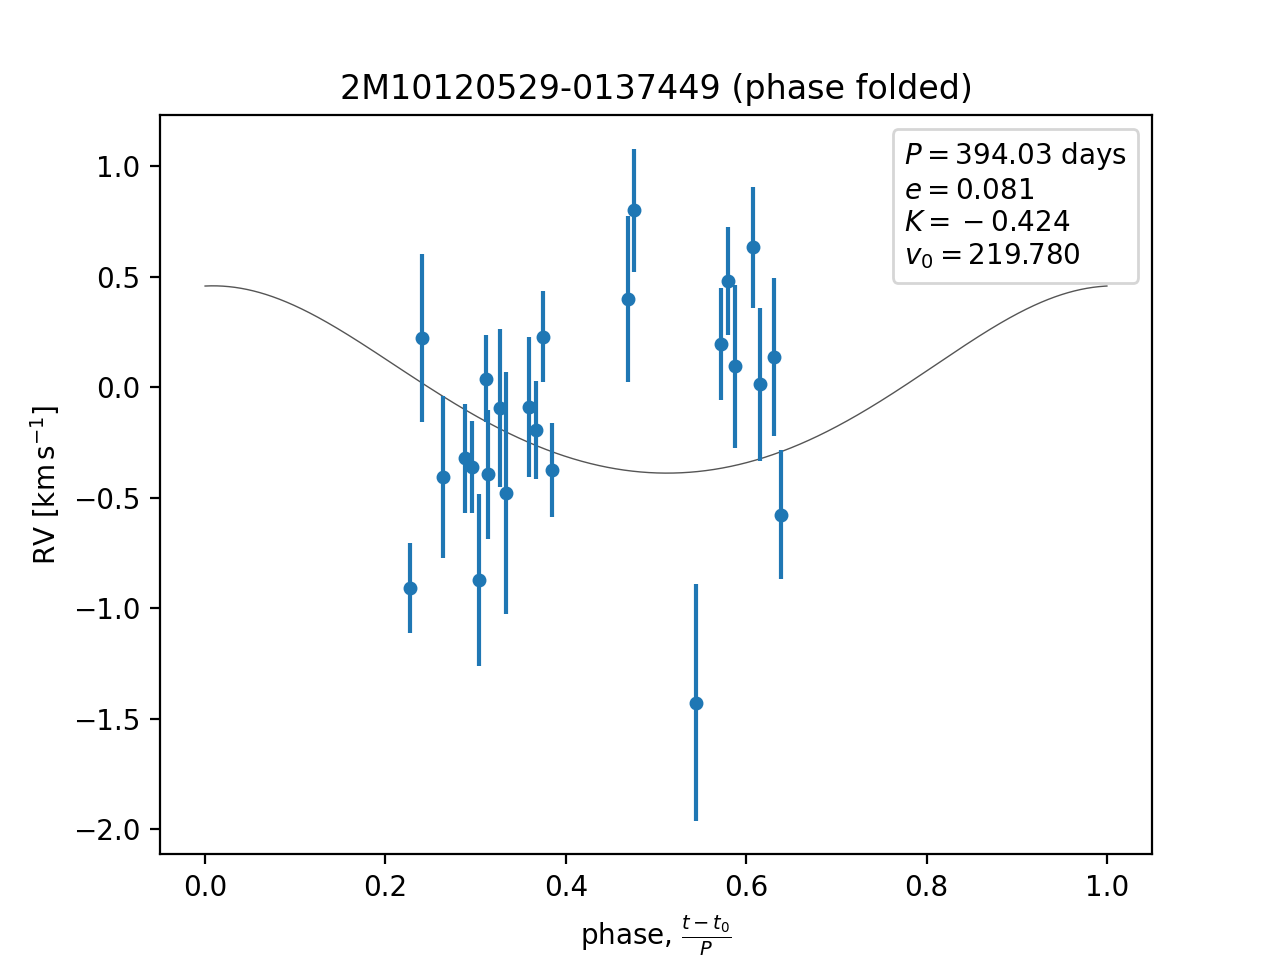 2M10120529-0137449 (phase folded)
P = 394.03 days
e = 0.081
K = −0.424
v₀ = 219.780
1.0
0.5
0.0
−0.5
−1.0
−1.5
−2.0
RV [km s⁻¹]
0.0 0.2 0.4 0.6 0.8 1.0
phase, (t − t₀)/P